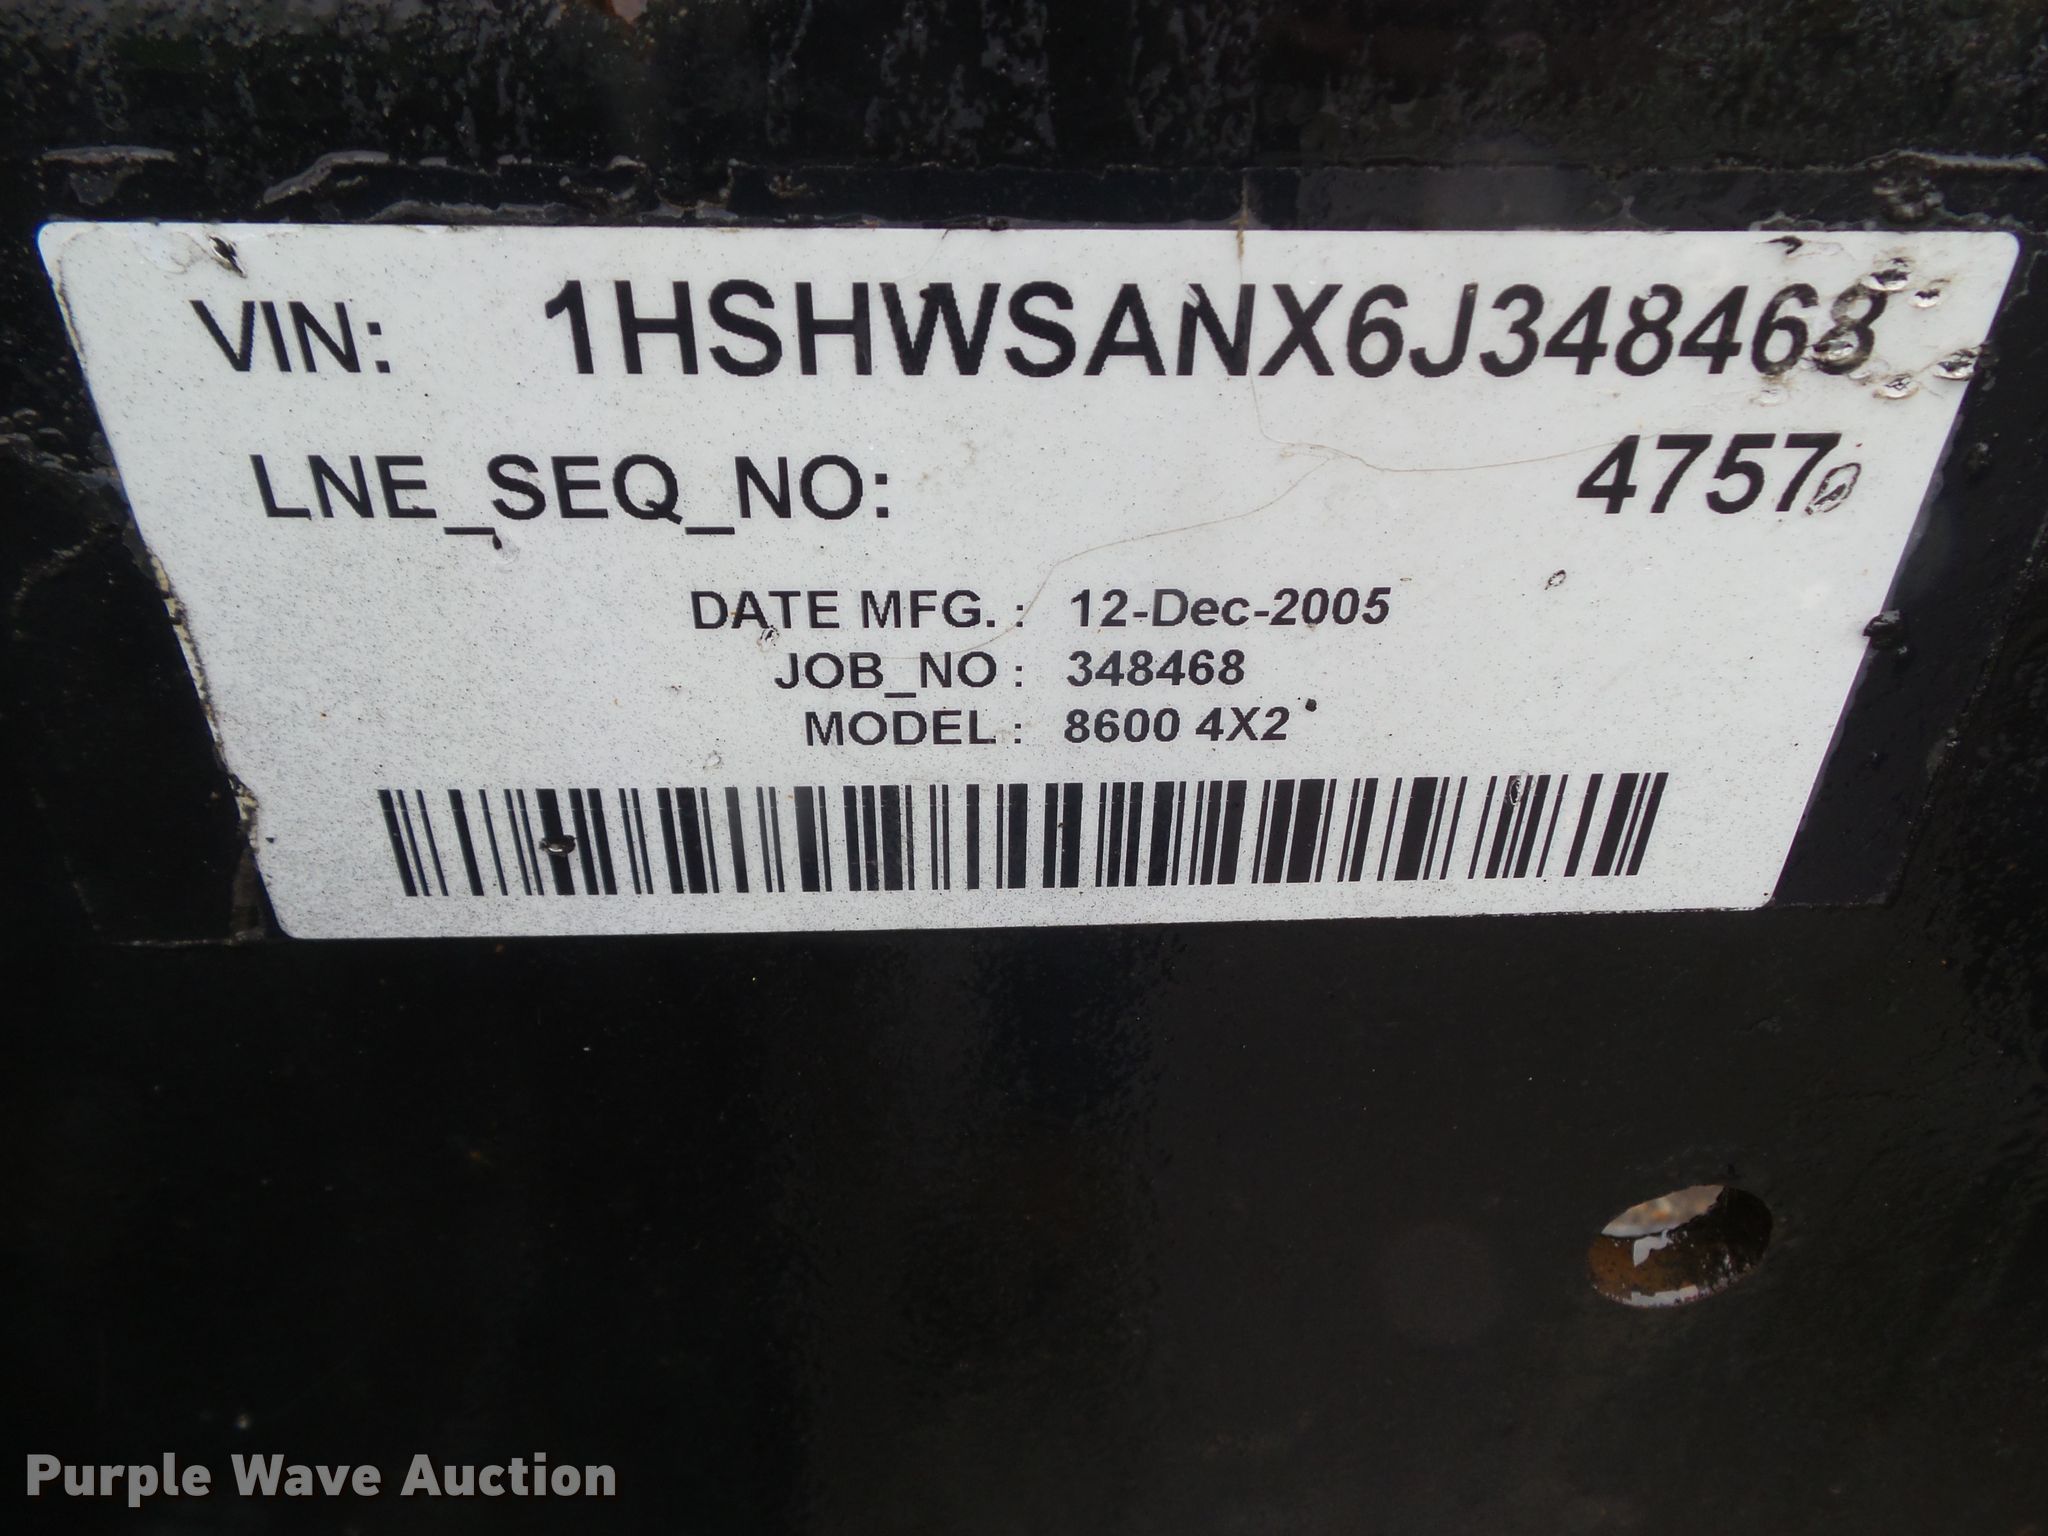 VIN: 1HSHWSANX6J348468
LNE_SEQ_NO: 4757
DATE MFG. : 12-Dec-2005
JOB_NO : 348468
MODEL : 8600 4X2
Purple Wave Auction